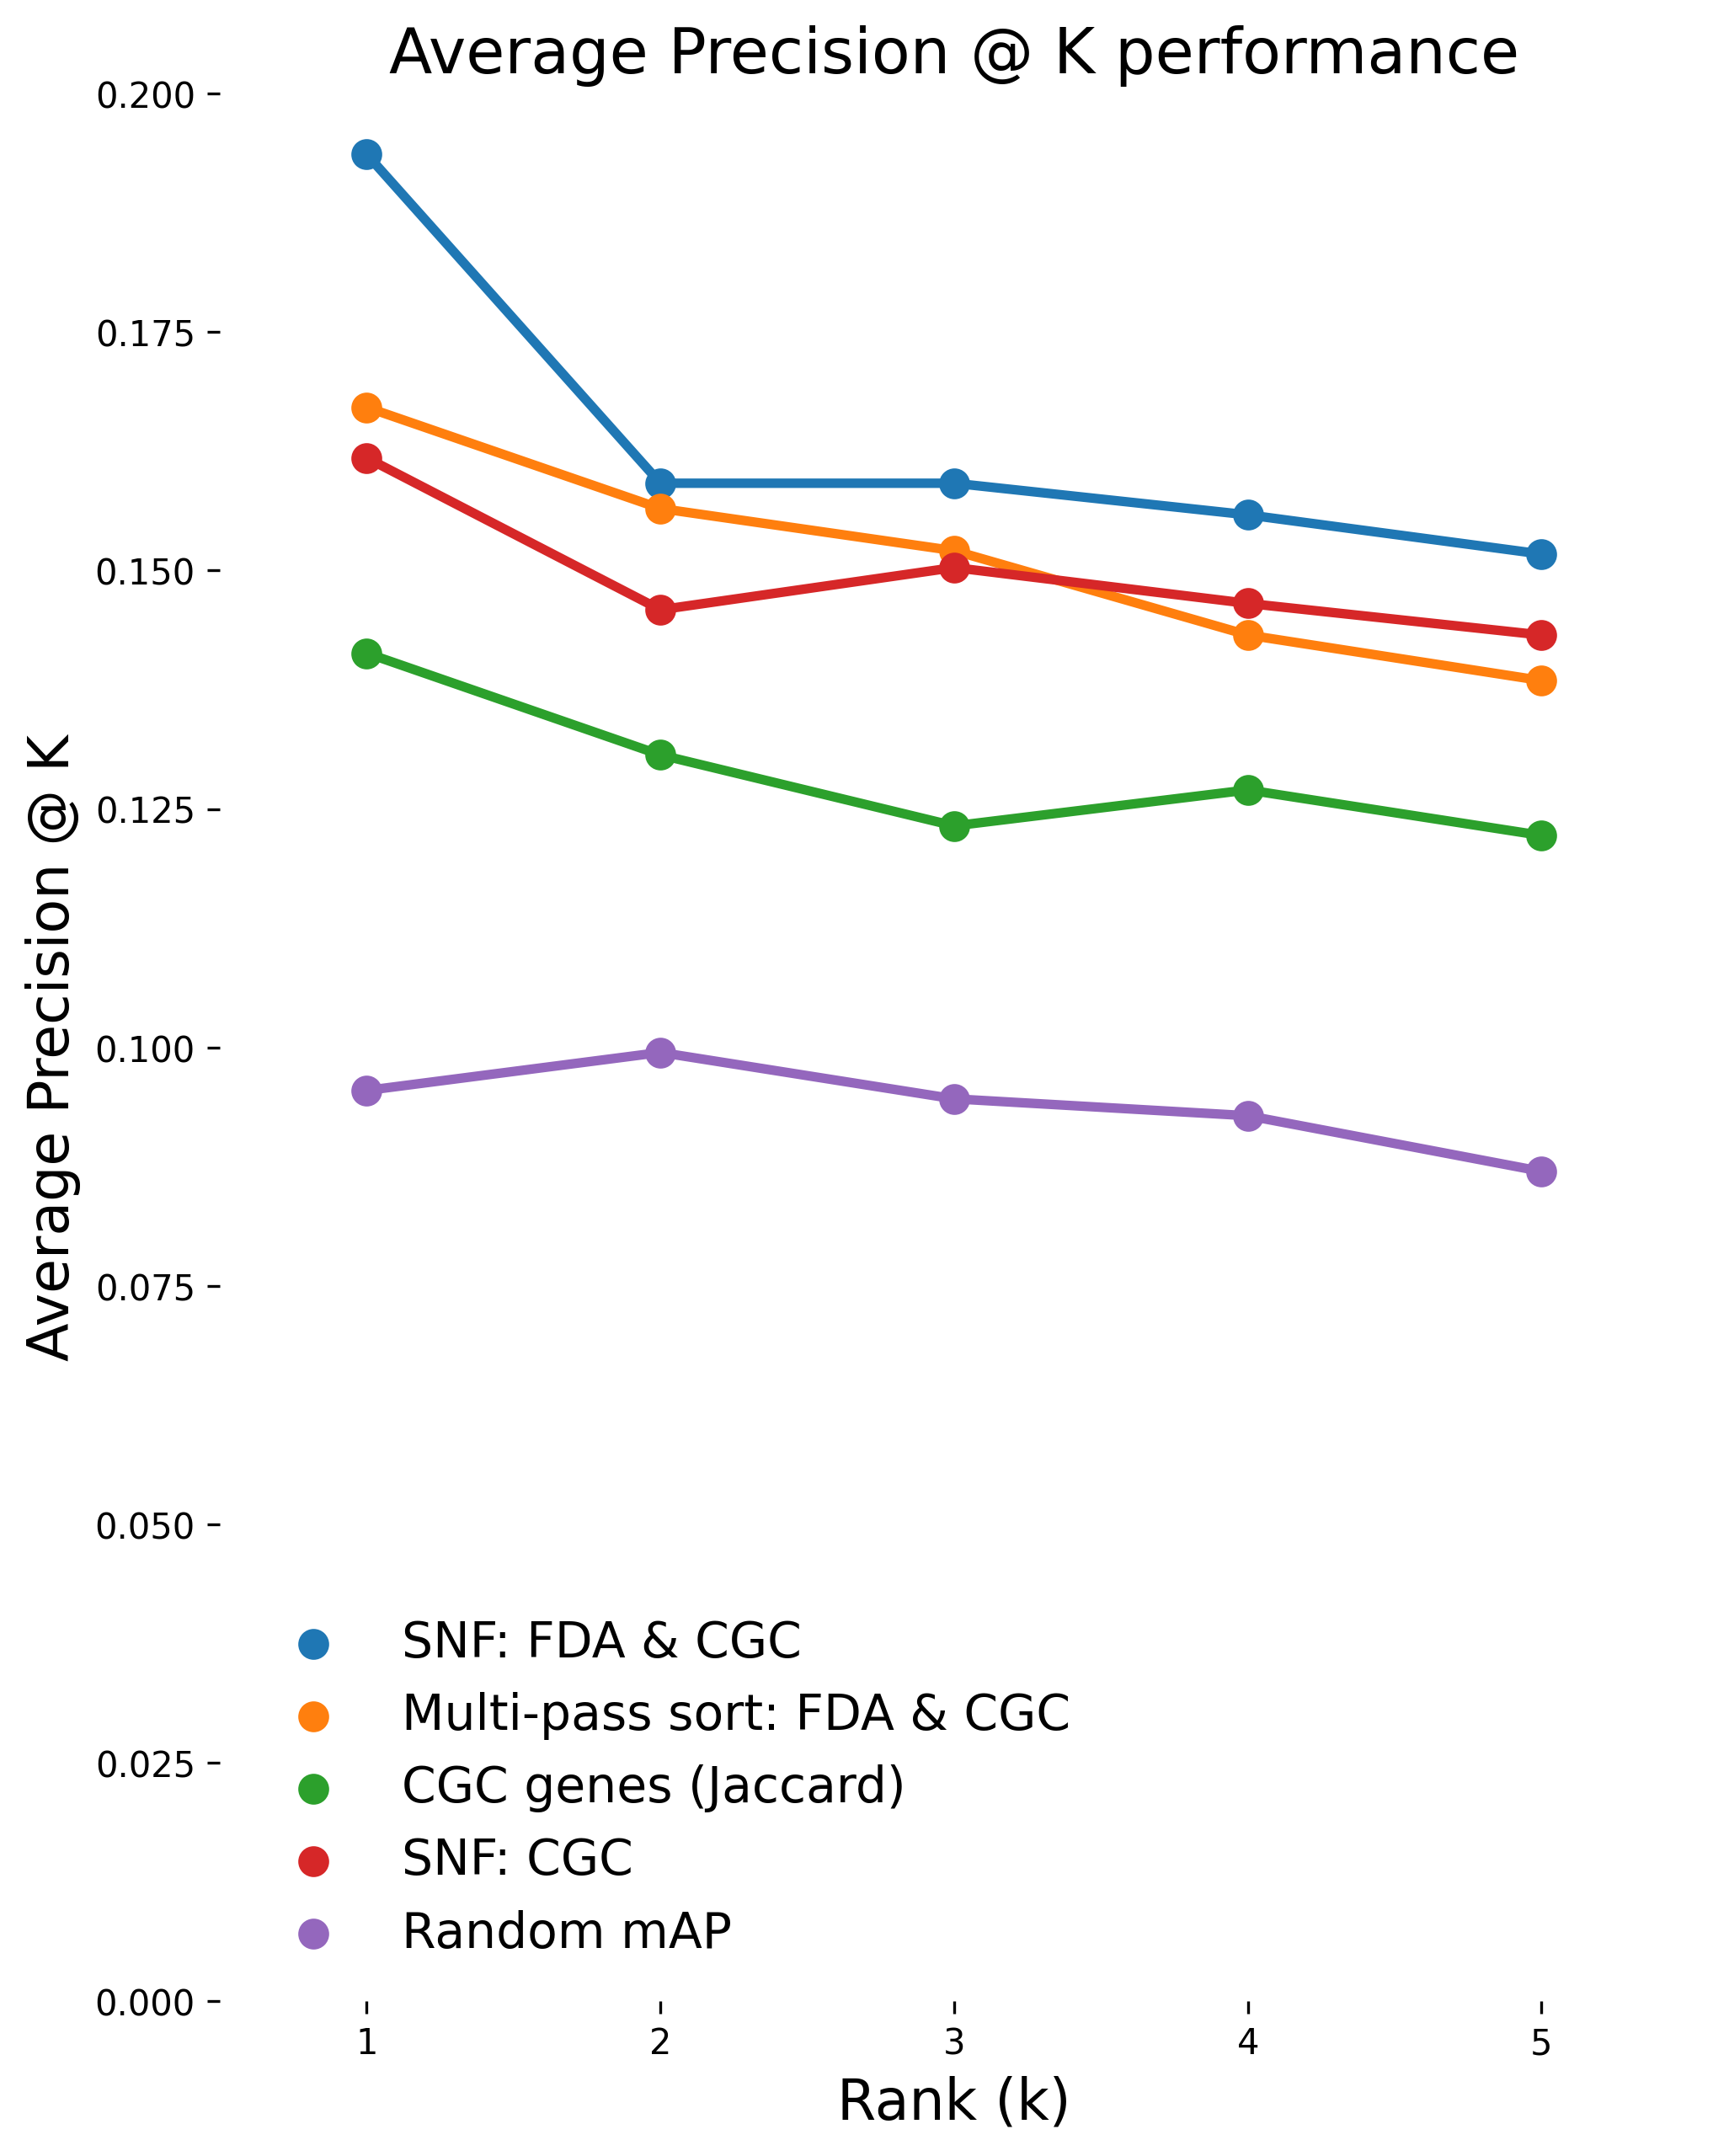 Average Precision @ K performance
0.200
0.175
0.150
0.125
0.100
0.075
0.050
0.025
0.000
Average Precision @ K
SNF: FDA & CGC
Multi-pass sort: FDA & CGC
CGC genes (Jaccard)
SNF: CGC
Random mAP
1 2 3 4 5
Rank (k)